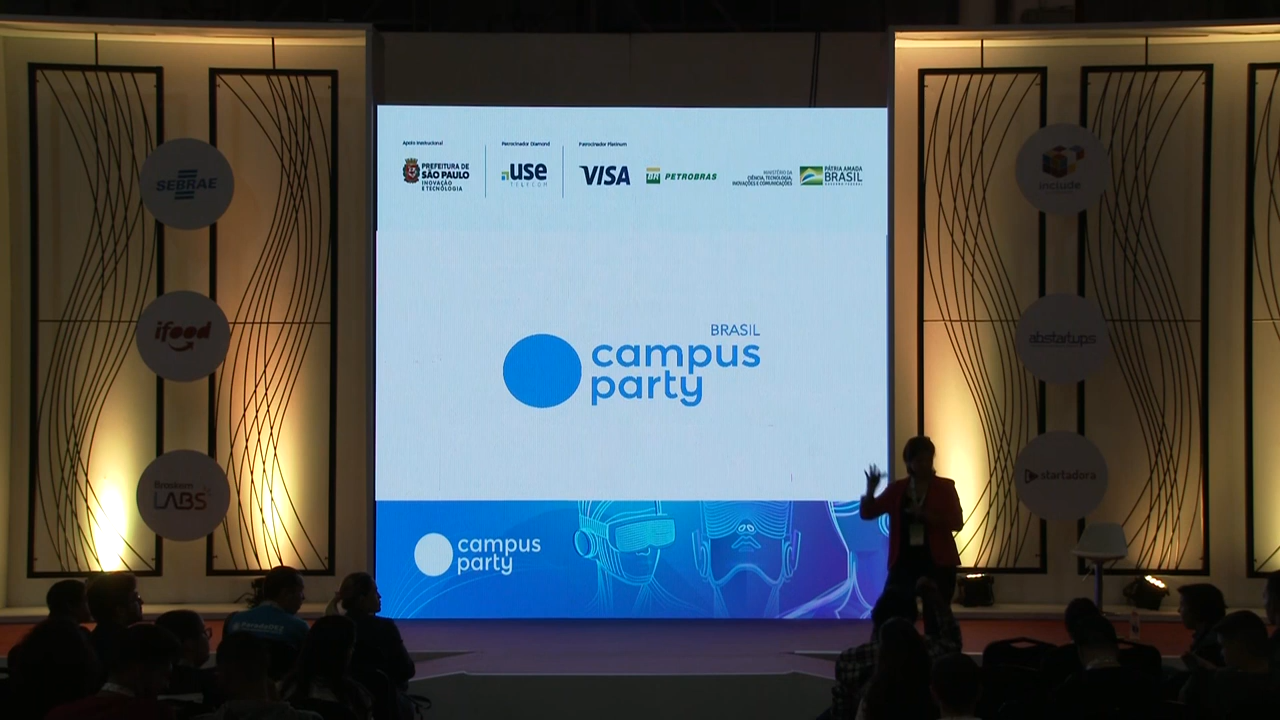 Apoio Institucional
PREFEITURA DE
SÃO PAULO
INOVAÇÃO
E TECNOLOGIA
Patrocinador Diamond
use
TELECOM
Patrocinador Platinum
VISA
BR PETROBRAS
MINISTÉRIO DA
CIÊNCIA, TECNOLOGIA,
INOVAÇÕES E COMUNICAÇÕES
PÁTRIA AMADA
BRASIL
GOVERNO FEDERAL
SEBRAE
ifood
Braskem
LABS
BRASIL
campus
party
campus
party
include
abstartups
startadora